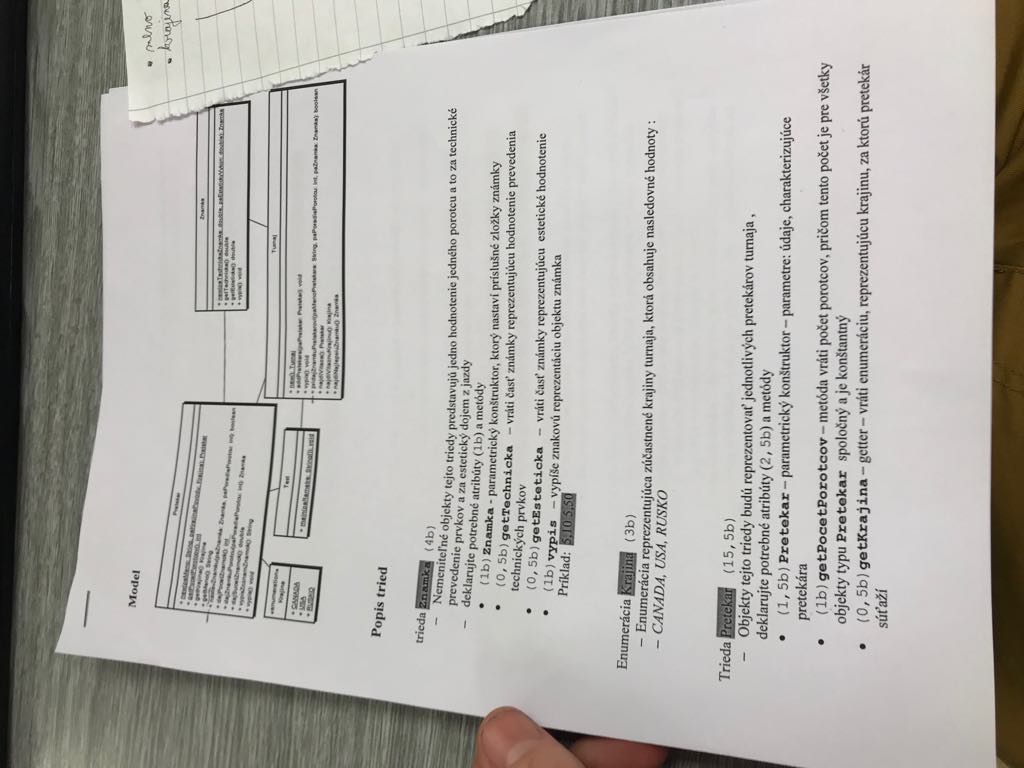 Model
Pretekar
+ new(paMeno: String, paKrajinaPovodu: Krajina): Pretekar
+ getPocetPorotcov(): int
+ getKrajina(): Krajina
+ getMeno(): String
+ nastavZnamku(paZnamka: Znamka, paPoradiePorotcu: int): boolean
+ dajPocetZnamok(): int
+ dajZnamkuPorotcu(paPoradiePorotcu: int): Znamka
+ dajSucetZnamok(): double
+ vypisZoznamZnamok(): String
+ vypis(): void
Znamka
+ new(paTechnickaZnamka: double, paEstetickyVykon: double): Znamka
+ getTechnicka(): double
+ getEsteticka(): double
+ vypis(): void
«enumeration»
Krajina
+ CANADA
+ USA
+ RUSKO
Test
+ main(paRametre: String[]): void
Turnaj
+ new(): Turnaj
+ addPretekara(paPretekar: Pretekar): void
+ vypis(): void
+ pridajZnamkuPretekarovi(paMenoPretekara: String, paPoradiePorotcu: int, paZnamka: Znamka): boolean
+ najdiVitaza(): Pretekar
+ najdiVitaznuKrajinu(): Krajina
+ najdiNajlepsiuZnamku(): Znamka
• meno
• krajina
Popis tried
trieda Znamka (4b)
– Nemeniteľné objekty tejto triedy predstavujú jedno hodnotenie jedného porotcu a to za technické
prevedenie prvkov a za estetický dojem z jazdy
– deklarujte potrebné atribúty (1b) a metódy
• (1b) Znamka - parametrický konštruktor, ktorý nastaví príslušné zložky známky
• (0,5b) getTechnicka – vráti časť známky reprezentujúcu hodnotenie prevedenia
technických prvkov
• (0,5b) getEsteticka – vráti časť známky reprezentujúcu estetické hodnotenie
• (1b) vypis – vypíše znakovú reprezentáciu objektu známka
Príklad: 5,10 5,50
Enumerácia Krajina (3b)
– Enumerácia reprezentujúca zúčastnené krajiny turnaja, ktorá obsahuje nasledovné hodnoty :
– CANADA, USA, RUSKO
Trieda Pretekar (15,5b)
– Objekty tejto triedy budú reprezentovať jednotlivých pretekárov turnaja ,
deklarujte potrebné atribúty (2,5b) a metódy
• (1,5b) Pretekar – parametrický konštruktor – parametre: údaje, charakterizujúce
pretekára
• (1b) getPocetPorotcov – metóda vráti počet porotcov, pričom tento počet je pre všetky
objekty typu Pretekar spoločný a je konštantný
• (0,5b) getKrajina – getter – vráti enumeráciu, reprezentujúcu krajinu, za ktorú pretekár
súťaží